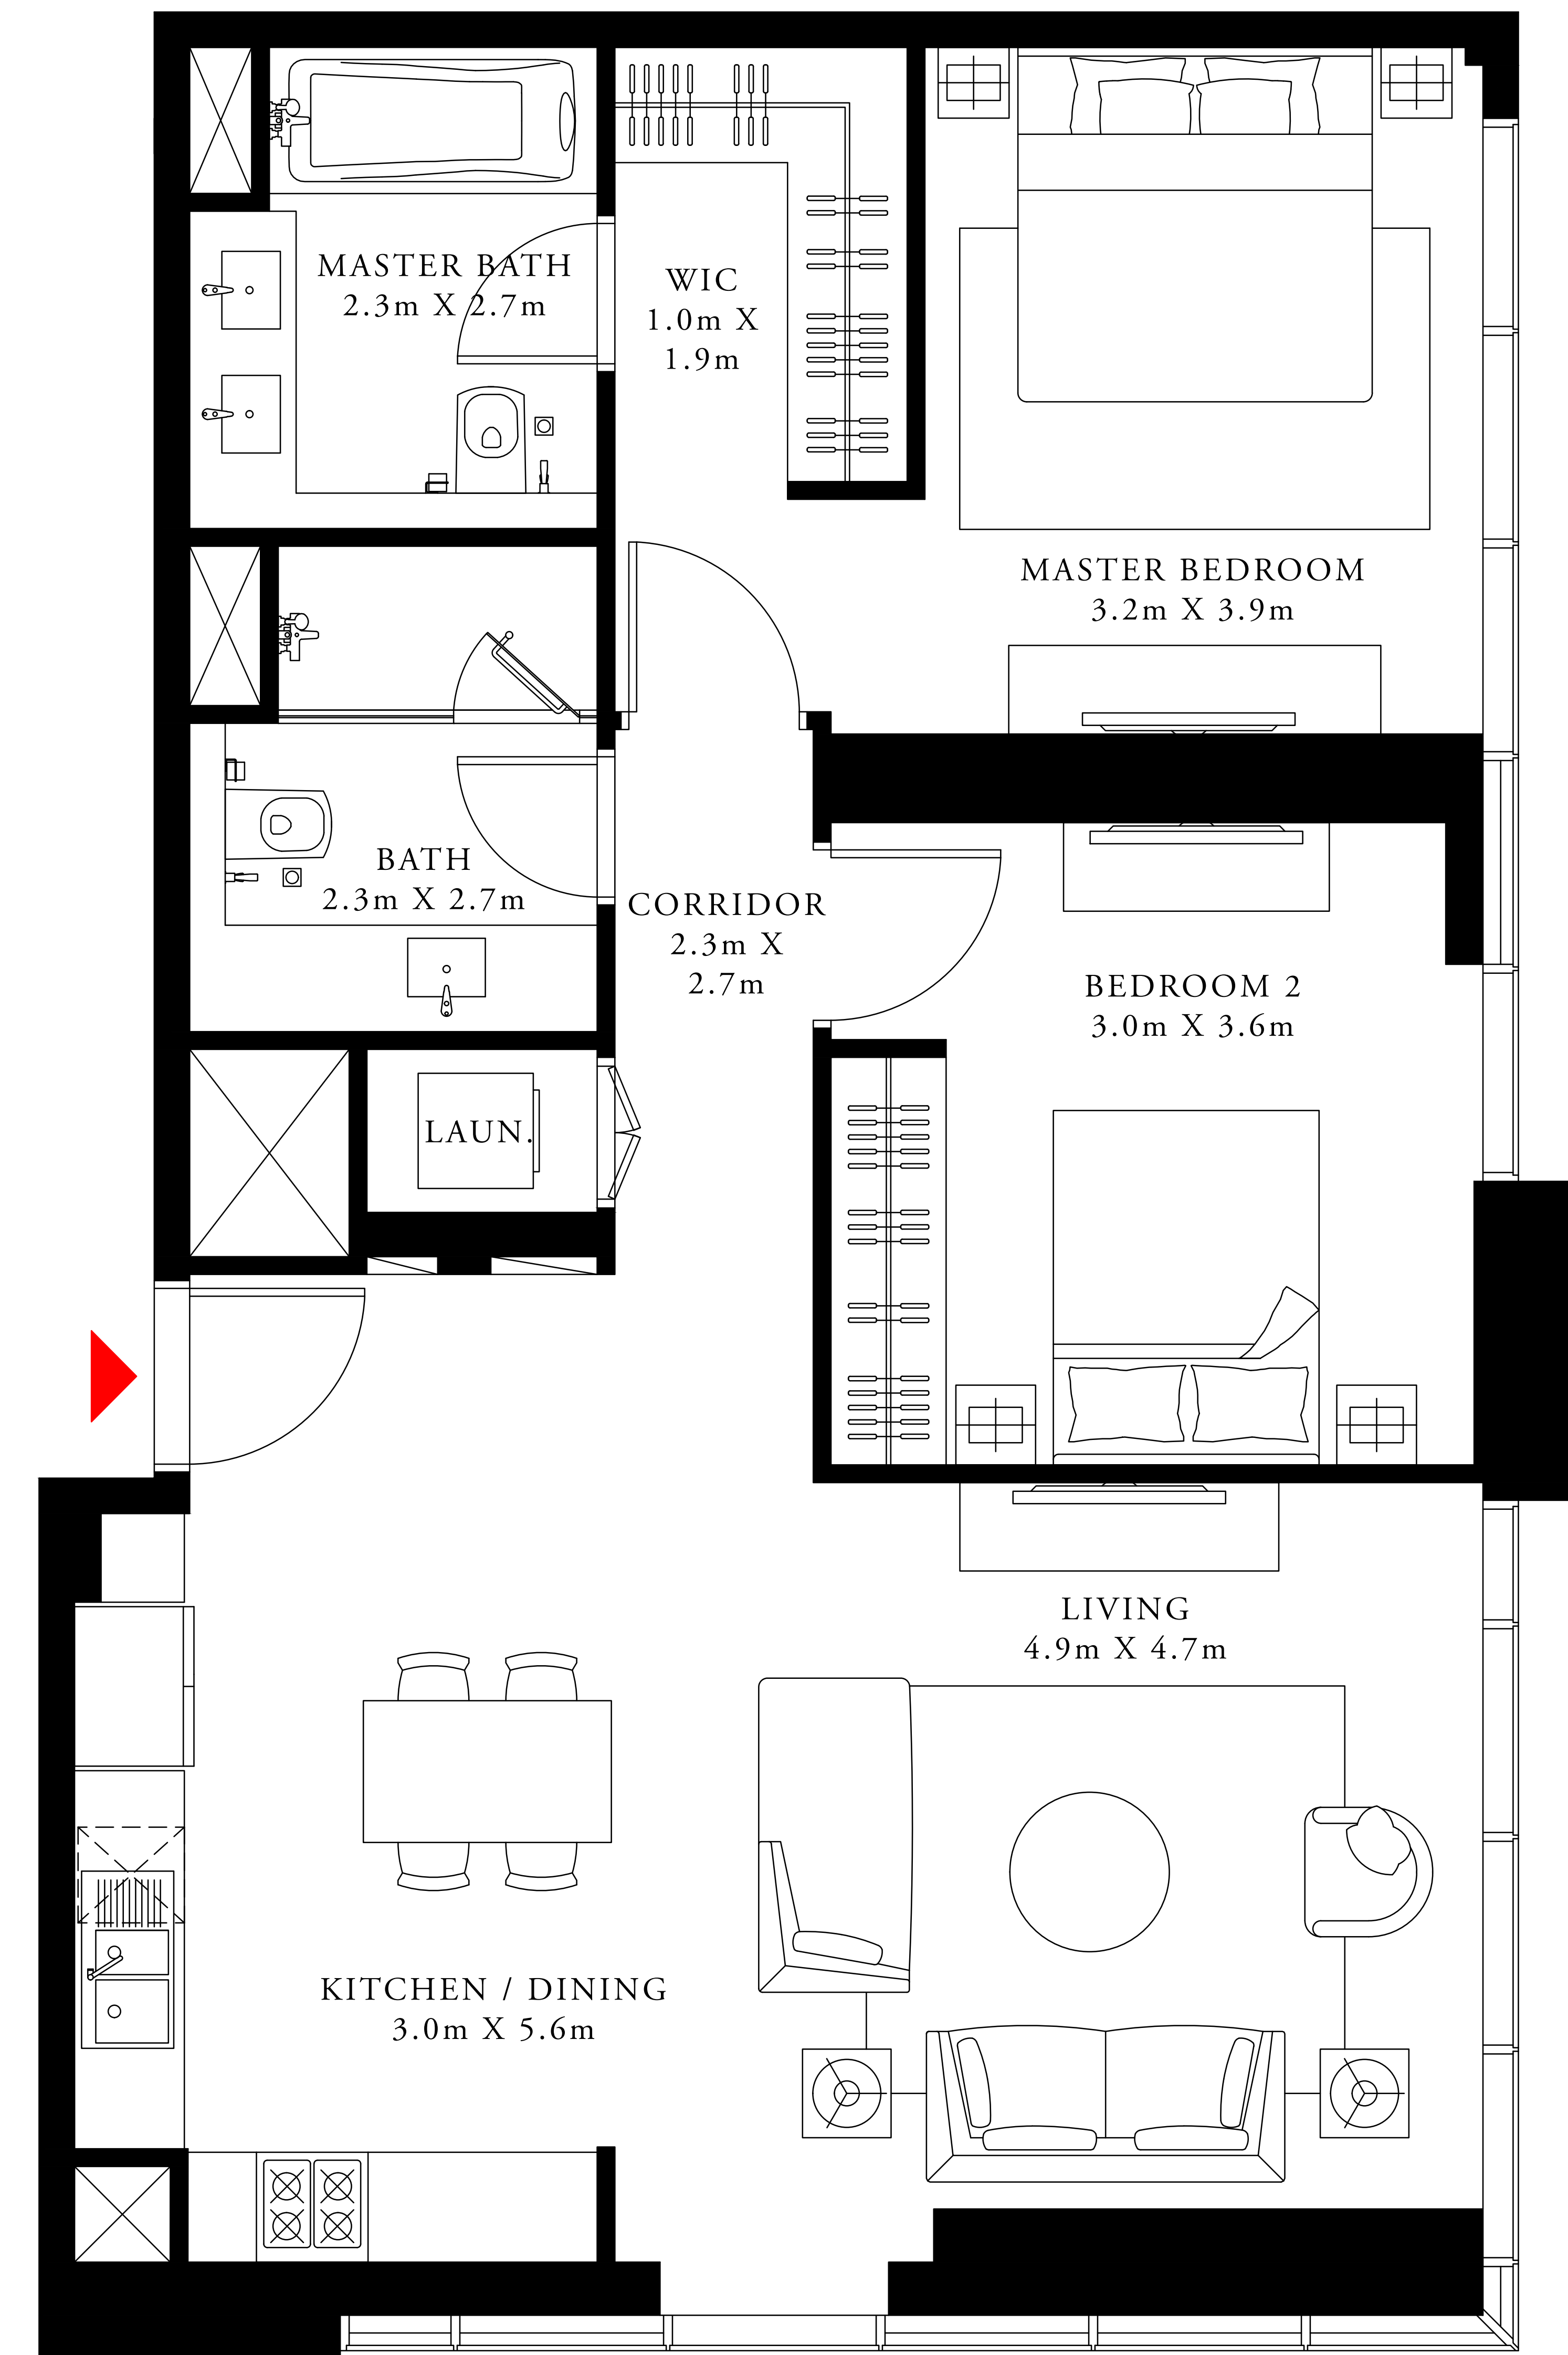 MASTER BATH
2.3m X 2.7m
WIC
1.0m X
1.9m
MASTER BEDROOM
3.2m X 3.9m
BATH
2.3m X 2.7m
CORRIDOR
2.3m X
2.7m
BEDROOM 2
3.0m X 3.6m
LAUN.
LIVING
4.9m X 4.7m
KITCHEN / DINING
3.0m X 5.6m